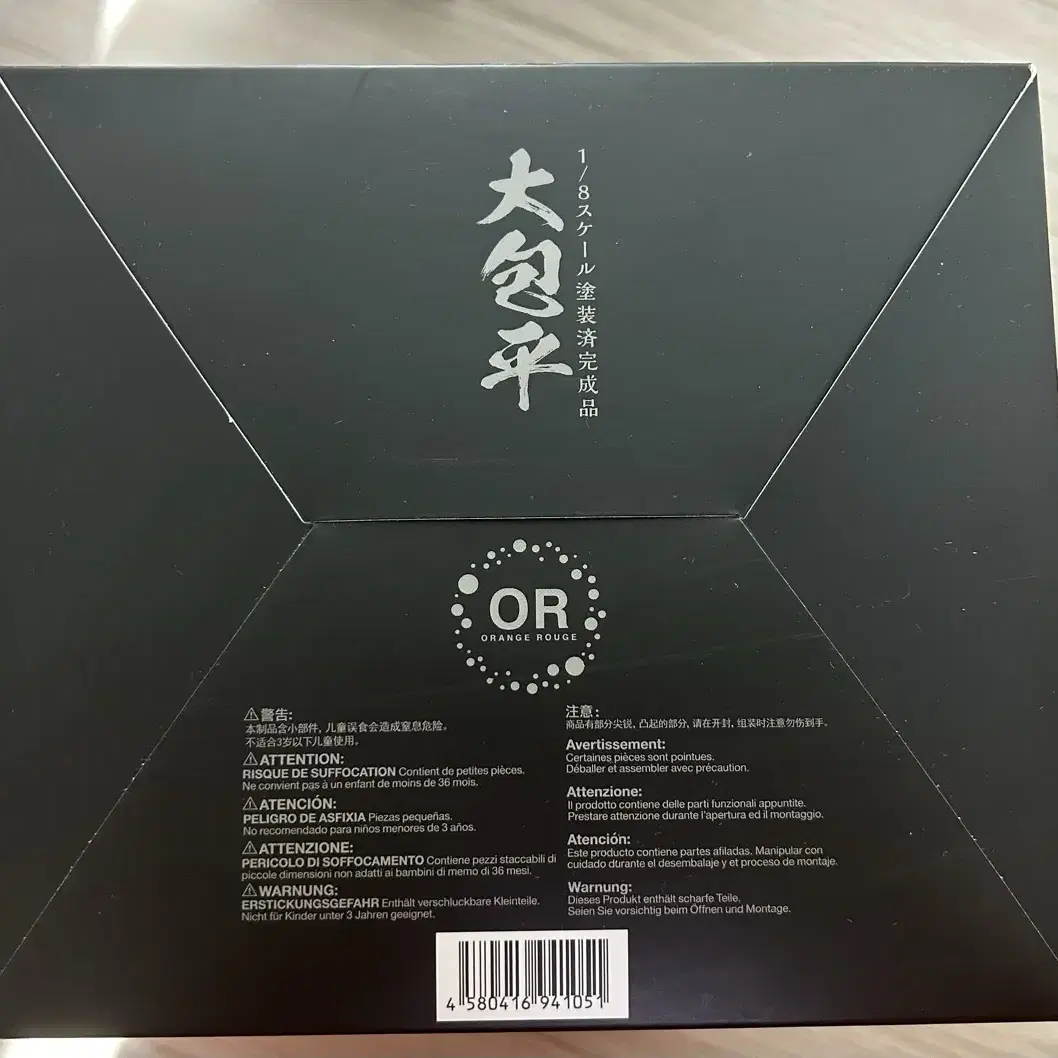 1/8スケール塗装済完成品
大包平
OR
ORANGE ROUGE
⚠警告:
本制品含小部件, 儿童误食会造成窒息危险。
不适合3岁以下儿童使用。
⚠ATTENTION:
RISQUE DE SUFFOCATION Contient de petites pièces.
Ne convient pas à un enfant de moins de 36 mois.
⚠ATENCIÓN:
PELIGRO DE ASFIXIA Piezas pequeñas.
No recomendado para niños menores de 3 años.
⚠ATTENZIONE:
PERICOLO DI SOFFOCAMENTO Contiene pezzi staccabili di
piccole dimensioni non adatti ai bambini di memo di 36 mesi.
⚠WARNUNG:
ERSTICKUNGSGEFAHR Enthält verschluckbare Kleinteile.
Nicht für Kinder unter 3 Jahren geeignet.
注意:
商品有部分尖锐, 凸起的部分, 请在开封, 组装时注意勿伤到手。
Avertissement:
Certaines pièces sont pointues.
Déballer et assembler avec précaution.
Attenzione:
Il prodotto contiene delle parti funzionali appuntite.
Prestare attenzione durante l'apertura ed il montaggio.
Atención:
Este producto contiene partes afiladas. Manipular con
cuidado durante el desembalaje y et proceso de montaje.
Warnung:
Dieses Produkt enthält scharfe Teile.
Seien Sie vorsichtig beim Öffnen und Montage.
4 580416 941051